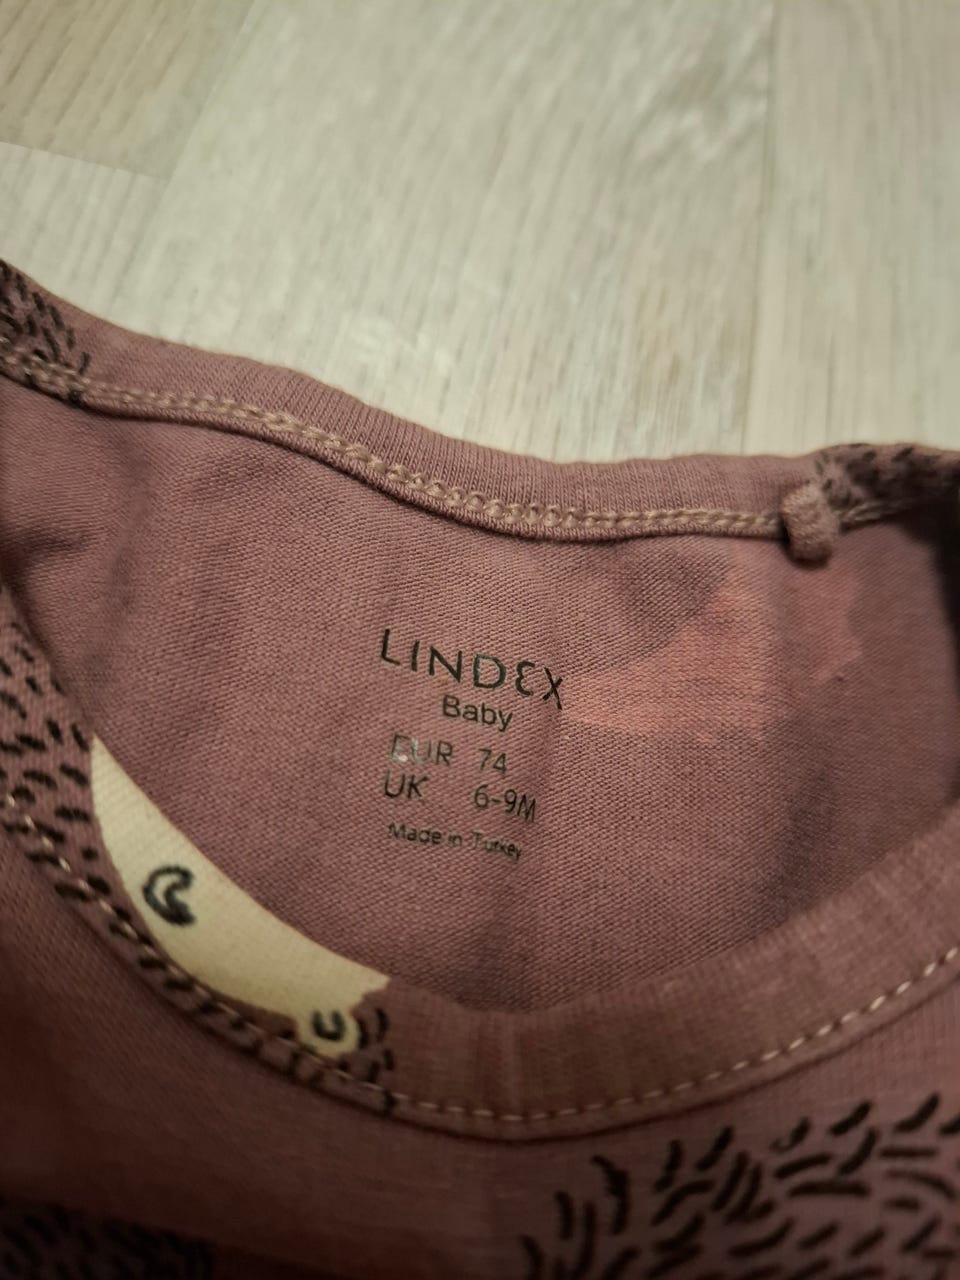 LINDEX
Baby
EUR 74
UK 6-9M
Made in Turkey